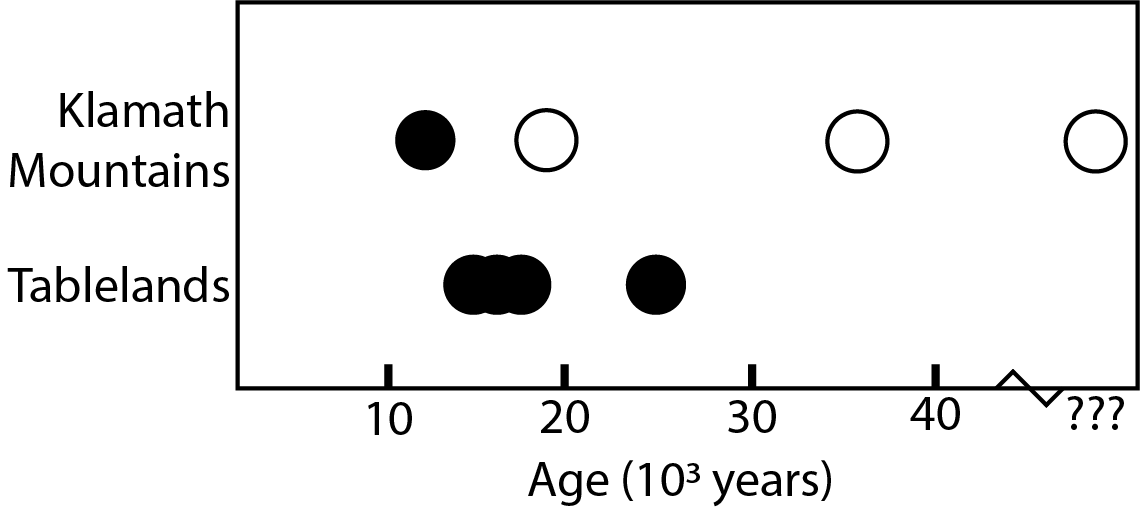 Klamath
Mountains
Tablelands
10 20 30 40 ???
Age (10³ years)